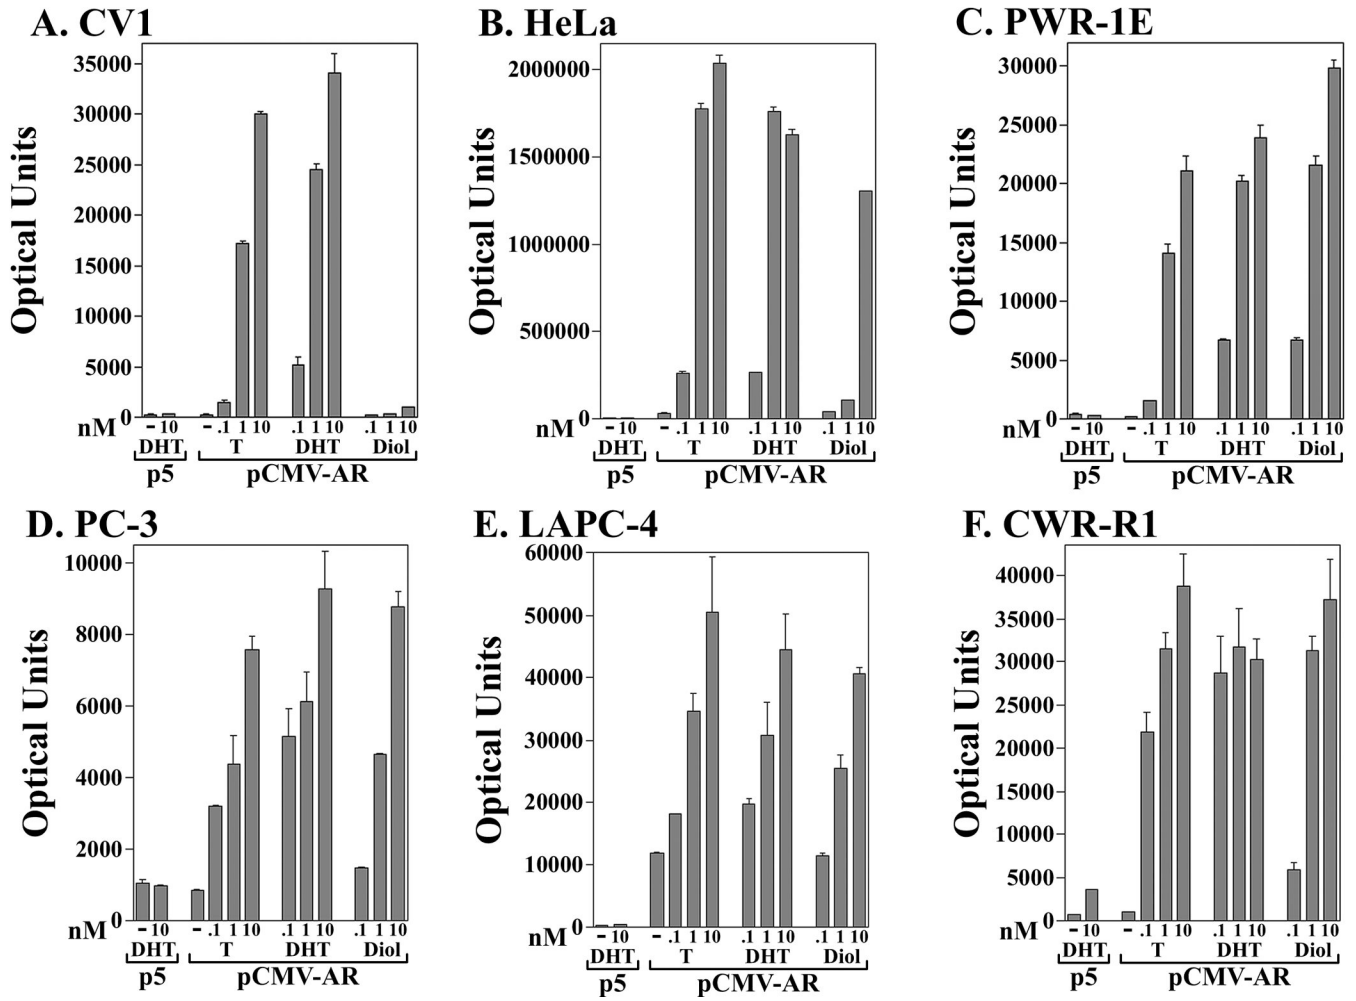 A. CV1
Optical Units
35000
30000
25000
20000
15000
10000
5000
0
nM – 10 – .1 1 10 .1 1 10 .1 1 10
DHT T DHT Diol
p5 pCMV-AR
B. HeLa
Optical Units
2000000
1500000
1000000
500000
0
nM – 10 – .1 1 10 .1 1 10 .1 1 10
DHT T DHT Diol
p5 pCMV-AR
C. PWR-1E
Optical Units
30000
25000
20000
15000
10000
5000
0
nM – 10 – .1 1 10 .1 1 10 .1 1 10
DHT T DHT Diol
p5 pCMV-AR
D. PC-3
Optical Units
10000
8000
6000
4000
2000
0
nM – 10 – .1 1 10 .1 1 10 .1 1 10
DHT T DHT Diol
p5 pCMV-AR
E. LAPC-4
Optical Units
60000
50000
40000
30000
20000
10000
0
nM – 10 – .1 1 10 .1 1 10 .1 1 10
DHT T DHT Diol
p5 pCMV-AR
F. CWR-R1
Optical Units
40000
35000
30000
25000
20000
15000
10000
5000
0
nM – 10 – .1 1 10 .1 1 10 .1 1 10
DHT T DHT Diol
p5 pCMV-AR